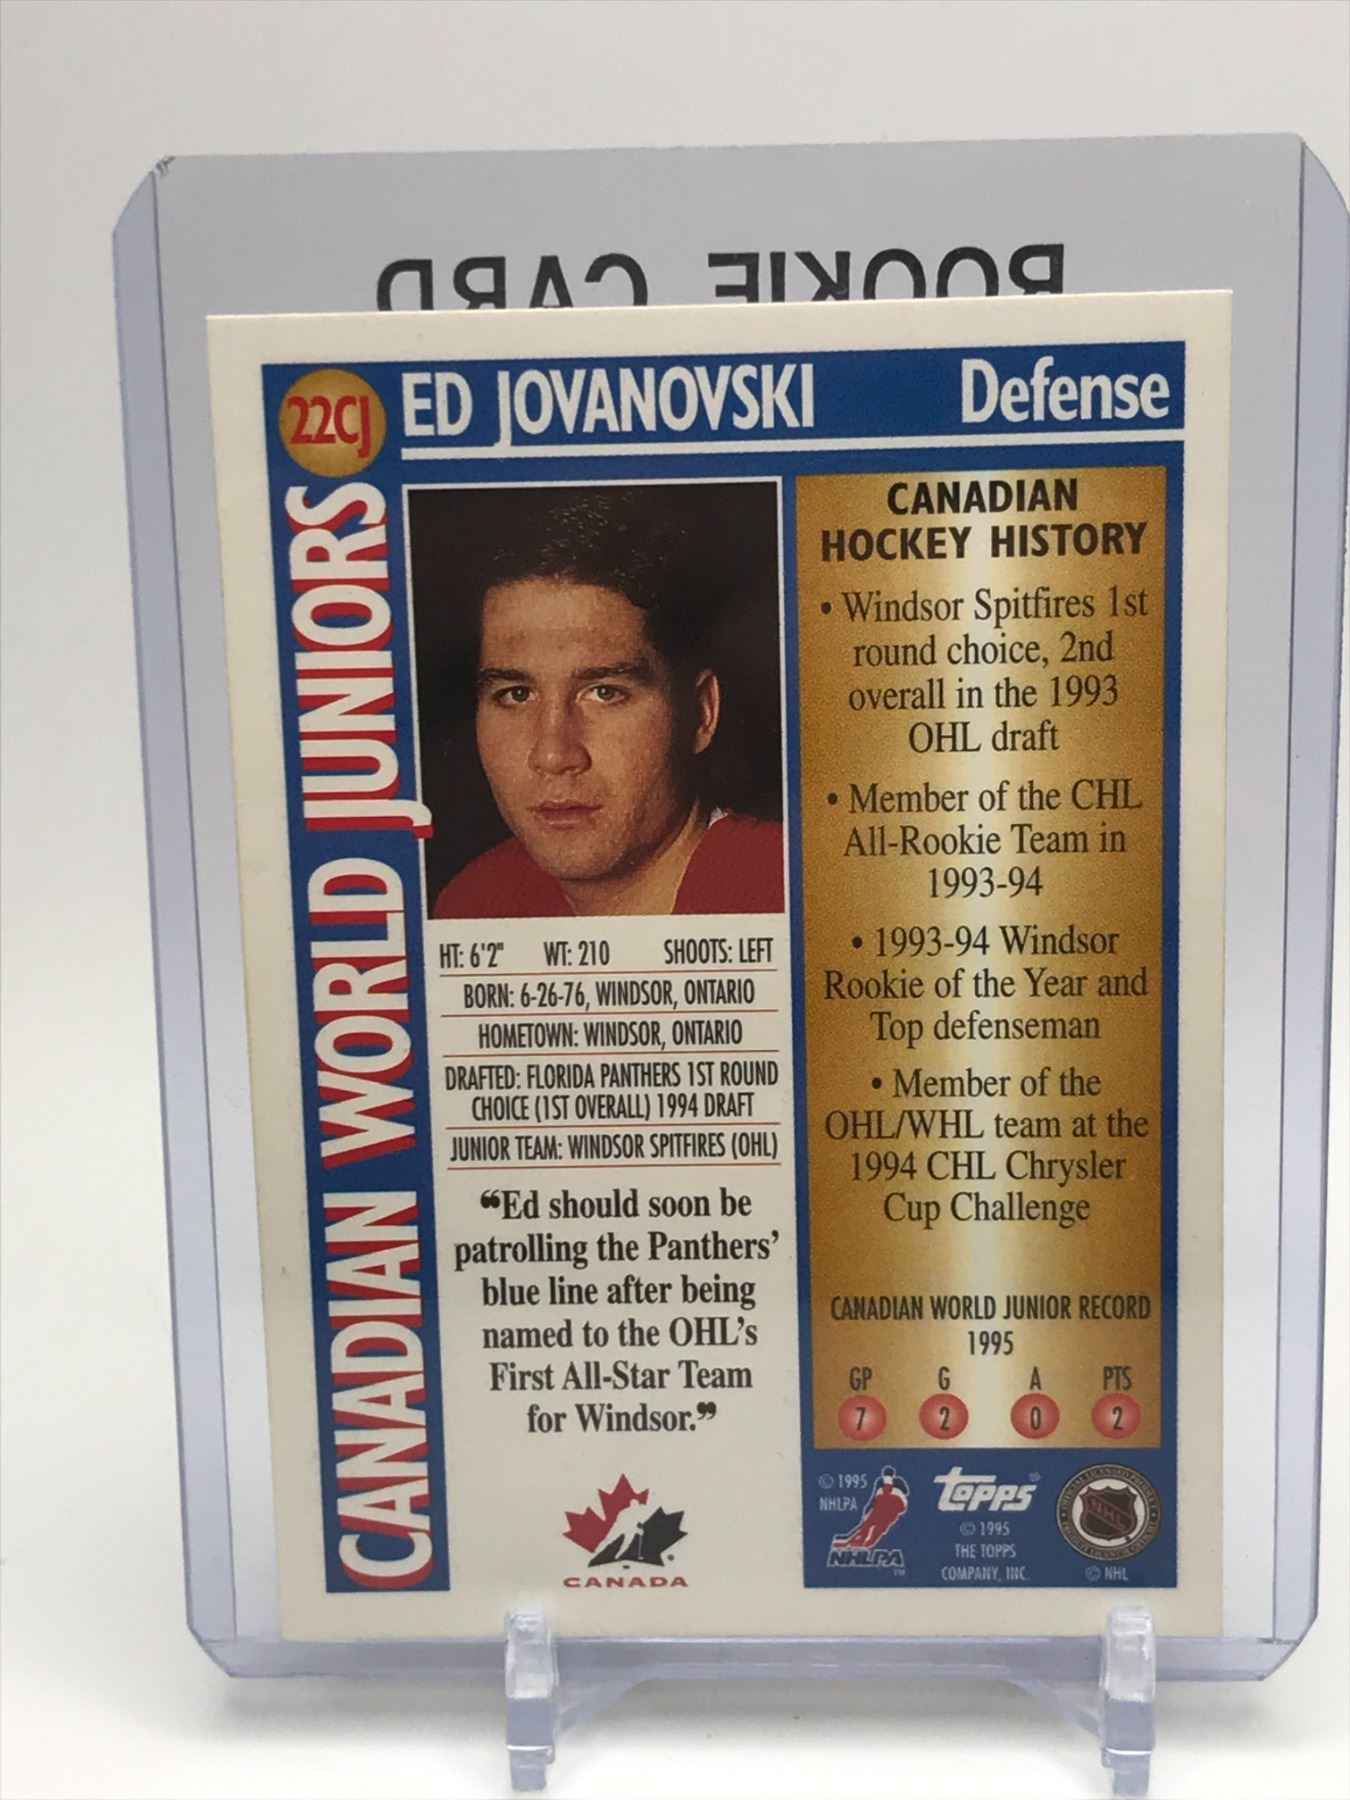 ROOKIE CARD
22CJ
ED JOVANOVSKI
Defense
CANADIAN WORLD JUNIORS
HT: 6'2" WT: 210 SHOOTS: LEFT
BORN: 6-26-76, WINDSOR, ONTARIO
HOMETOWN: WINDSOR, ONTARIO
DRAFTED: FLORIDA PANTHERS 1ST ROUND
CHOICE (1ST OVERALL) 1994 DRAFT
JUNIOR TEAM: WINDSOR SPITFIRES (OHL)
“Ed should soon be
patrolling the Panthers’
blue line after being
named to the OHL’s
First All-Star Team
for Windsor.”
CANADA
CANADIAN
HOCKEY HISTORY
• Windsor Spitfires 1st
round choice, 2nd
overall in the 1993
OHL draft
• Member of the CHL
All-Rookie Team in
1993-94
• 1993-94 Windsor
Rookie of the Year and
Top defenseman
• Member of the
OHL/WHL team at the
1994 CHL Chrysler
Cup Challenge
CANADIAN WORLD JUNIOR RECORD
1995
GP G A PTS
7 2 0 2
© 1995
NHLPA
NHLPA
TM
Topps®
© 1995
THE TOPPS
COMPANY, INC.
NHL
© NHL